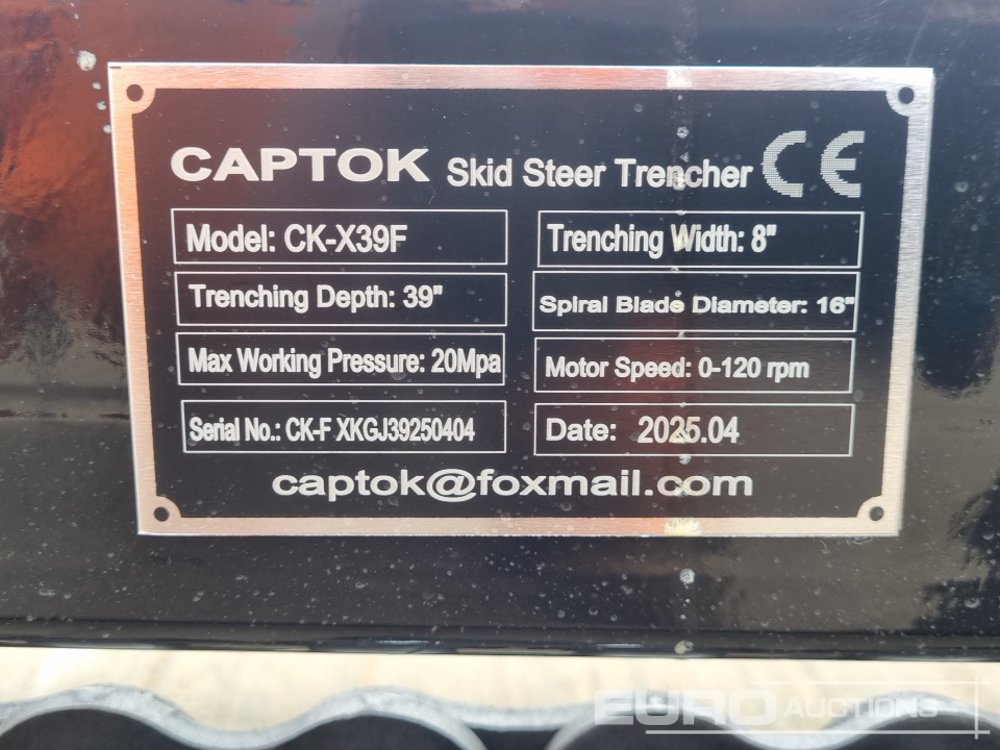 CAPTOK Skid Steer Trencher CE
Model: CK-X39F
Trenching Width: 8"
Trenching Depth: 39"
Spiral Blade Diameter: 16"
Max Working Pressure: 20Mpa
Motor Speed: 0-120 rpm
Serial No.: CK-F XKGJ39250404
Date: 2025.04
captok@foxmail.com
EURO AUCTIONS